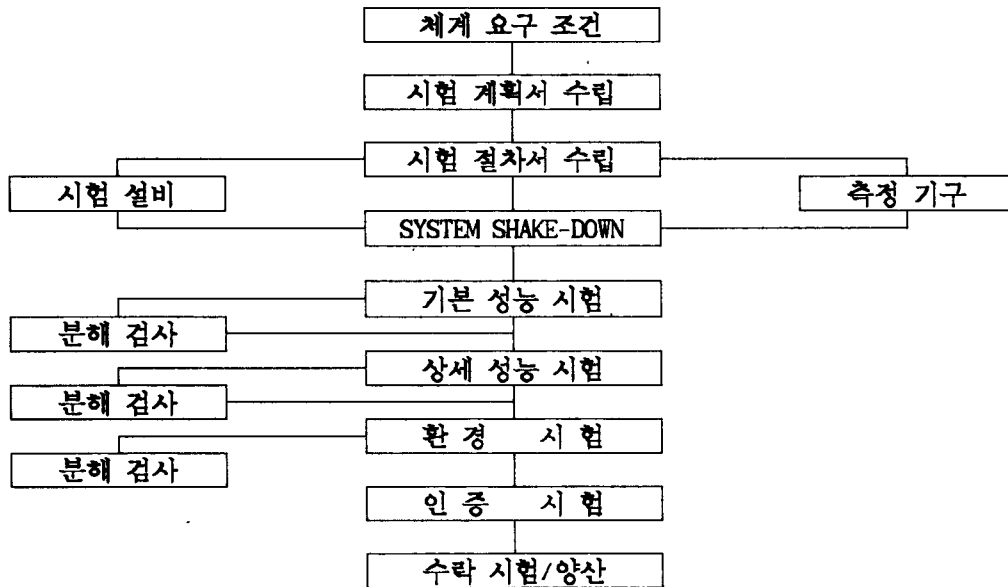 체계 요구 조건
시험 계획서 수립
시험 절차서 수립
시험 설비
측정 기구
SYSTEM SHAKE-DOWN
기본 성능 시험
분해 검사
상세 성능 시험
분해 검사
환 경 시 험
분해 검사
인 증 시 험
수락 시험/양산